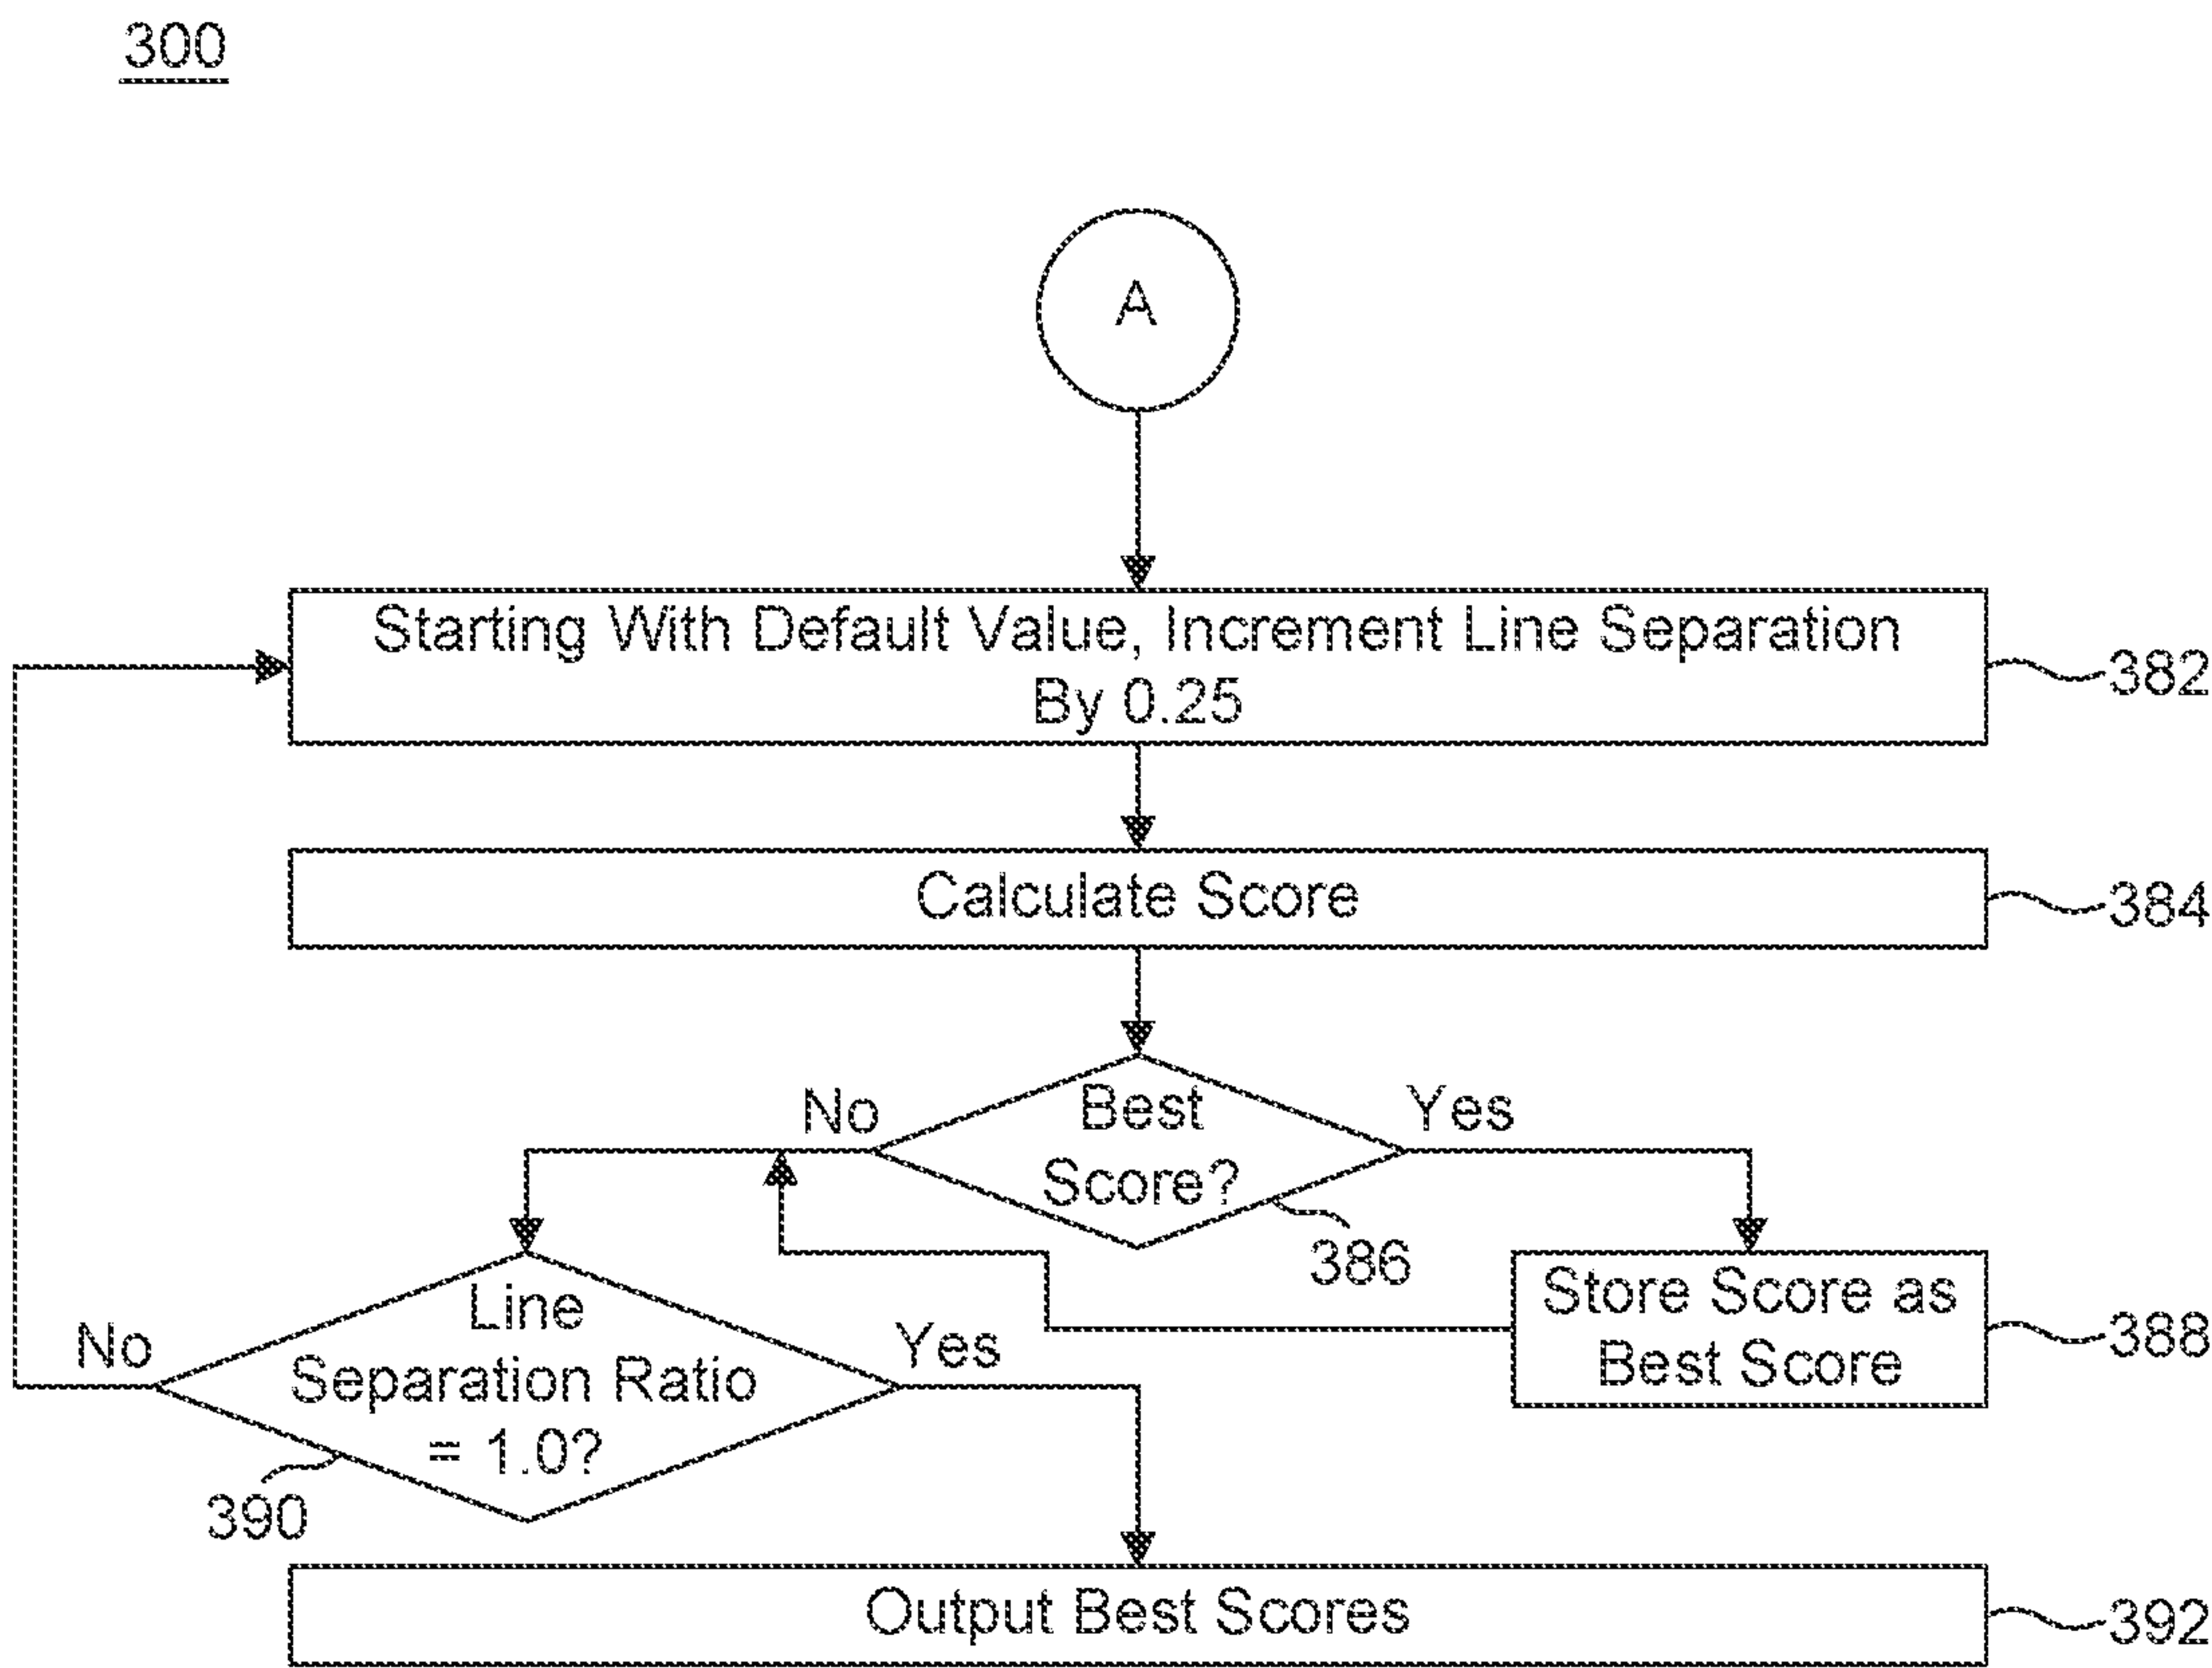 300
A
Starting With Default Value, Increment Line Separation
By 0.25
382
Calculate Score
384
No
Best
Score?
Yes
386
Store Score as
Best Score
388
No
Line
Separation Ratio
= 1.0?
Yes
390
Output Best Scores
392